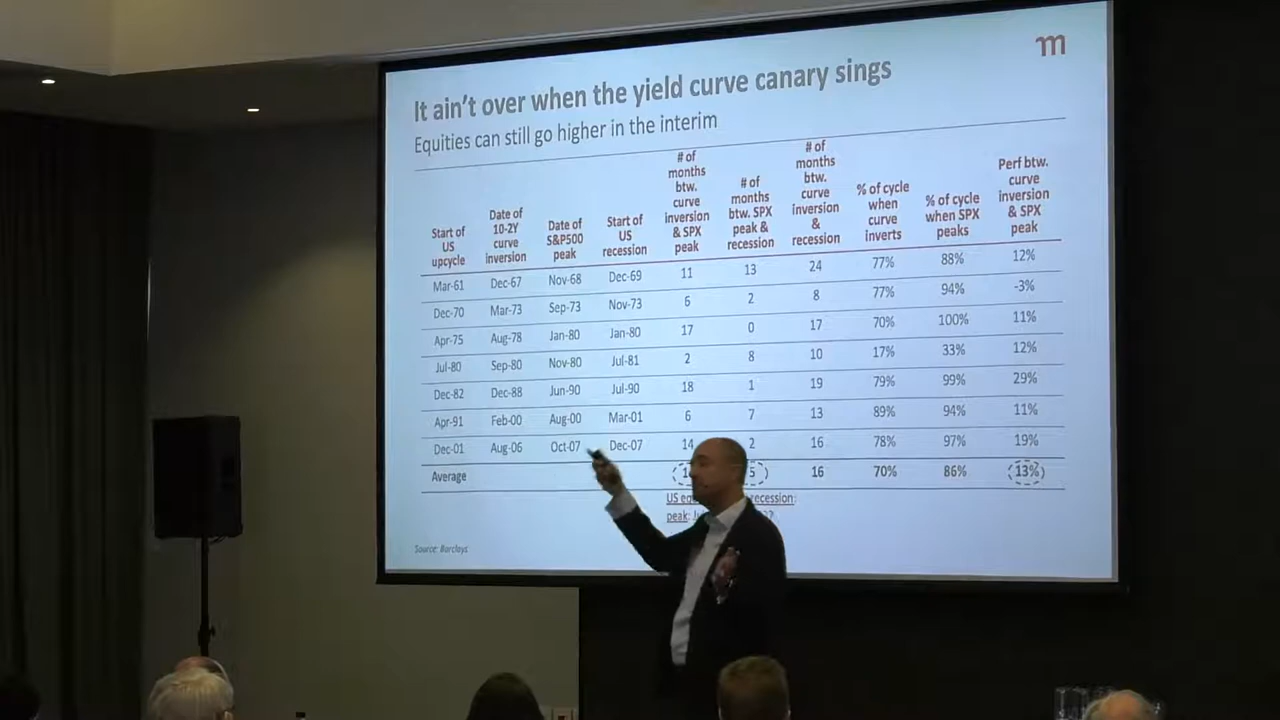 m
It ain't over when the yield curve canary sings
Equities can still go higher in the interim
Start of US upcycle Date of 10-2Y curve inversion Date of S&P500 peak Start of US recession # of months btw. curve inversion & SPX peak # of months btw. SPX peak & recession # of months btw. curve inversion & recession % of cycle when curve inverts % of cycle when SPX peaks Perf btw. curve inversion & SPX peak
Mar-61 Dec-67 Nov-68 Dec-69 11 13 24 77% 88% 12%
Dec-70 Mar-73 Sep-73 Nov-73 6 2 8 77% 94% -3%
Apr-75 Aug-78 Jan-80 Jan-80 17 0 17 70% 100% 11%
Jul-80 Sep-80 Nov-80 Jul-81 2 8 10 17% 33% 12%
Dec-82 Dec-88 Jun-90 Jul-90 18 1 19 79% 99% 29%
Apr-91 Feb-00 Aug-00 Mar-01 6 7 13 89% 94% 11%
Dec-01 Aug-06 Oct-07 Dec-07 14 2 16 78% 97% 19%
Average 5 16 70% 86% 13%
US recession:
peak:
Source: Barclays